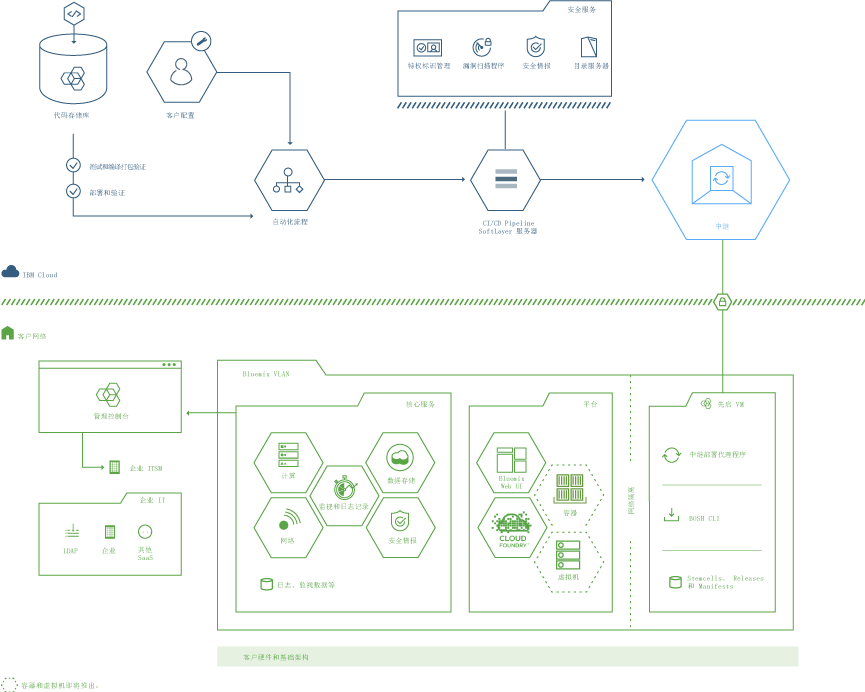 安全服务
特权标识管理
漏洞扫描程序
安全情报
目录服务器
代码存储库
客户配置
测试和编译打包验证
部署和验证
自动化流程
CI/CD Pipeline
SoftLayer 服务器
中继
IBM Cloud
客户网络
Bluemix VLAN
管理控制台
企业 ITSM
企业 IT
LDAP
企业
其他
SaaS
核心服务
计算
数据存储
监视和日志记录
网络
安全情报
日志、监视数据等
平台
Bluemix
Web UI
容器
CLOUD
FOUNDRY
虚拟机
网络隔离
先启 VM
中继部署代理程序
BOSH CLI
Stemcells、 Releases
和 Manifests
客户硬件和基础架构
容器和虚拟机即将推出。